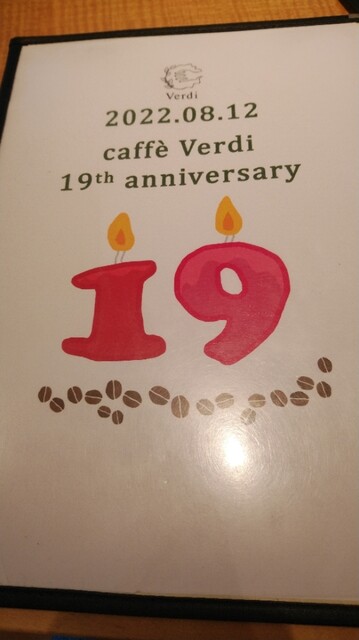 Verdi
2022.08.12
caffè Verdi
19th anniversary
19